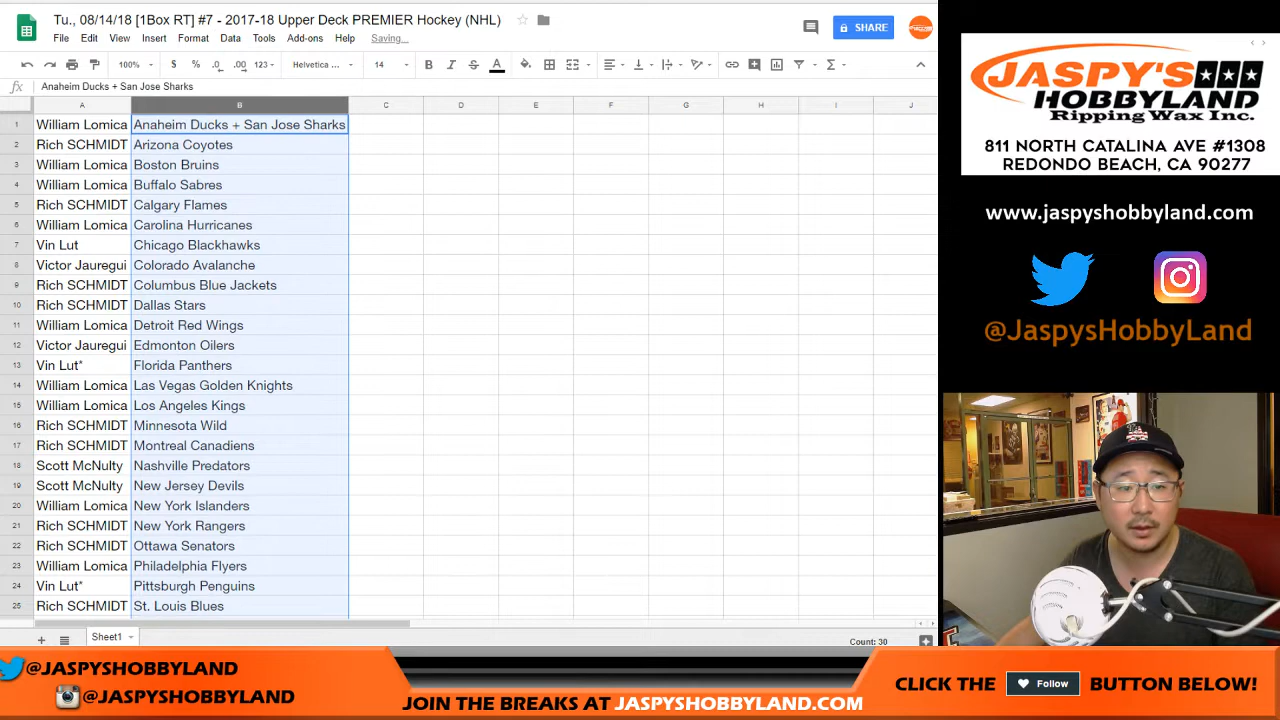 Tu., 08/14/18 [1Box RT] #7 - 2017-18 Upper Deck PREMIER Hockey (NHL)
File Edit View Insert Format Data Tools Add-ons Help Saving...
SHARE
100% $ % .0 .00 123 Helvetica ... 14 B I S A
fx Anaheim Ducks + San Jose Sharks
A B C D E F G H I J
1 William Lomica Anaheim Ducks + San Jose Sharks
2 Rich SCHMIDT Arizona Coyotes
3 William Lomica Boston Bruins
4 William Lomica Buffalo Sabres
5 Rich SCHMIDT Calgary Flames
6 William Lomica Carolina Hurricanes
7 Vin Lut Chicago Blackhawks
8 Victor Jauregui Colorado Avalanche
9 Rich SCHMIDT Columbus Blue Jackets
10 Rich SCHMIDT Dallas Stars
11 William Lomica Detroit Red Wings
12 Victor Jauregui Edmonton Oilers
13 Vin Lut* Florida Panthers
14 William Lomica Las Vegas Golden Knights
15 William Lomica Los Angeles Kings
16 Rich SCHMIDT Minnesota Wild
17 Rich SCHMIDT Montreal Canadiens
18 Scott McNulty Nashville Predators
19 Scott McNulty New Jersey Devils
20 William Lomica New York Islanders
21 Rich SCHMIDT New York Rangers
22 Rich SCHMIDT Ottawa Senators
23 William Lomica Philadelphia Flyers
24 Vin Lut* Pittsburgh Penguins
25 Rich SCHMIDT St. Louis Blues
Sheet1
Count: 30
JASPY'S
HOBBYLAND
Ripping Wax Inc.
811 NORTH CATALINA AVE #1308
REDONDO BEACH, CA 90277
www.jaspyshobbyland.com
@JaspysHobbyLand
@JASPYSHOBBYLAND
@JASPYSHOBBYLAND
JOIN THE BREAKS AT JASPYSHOBBYLAND.COM
CLICK THE Follow BUTTON BELOW!